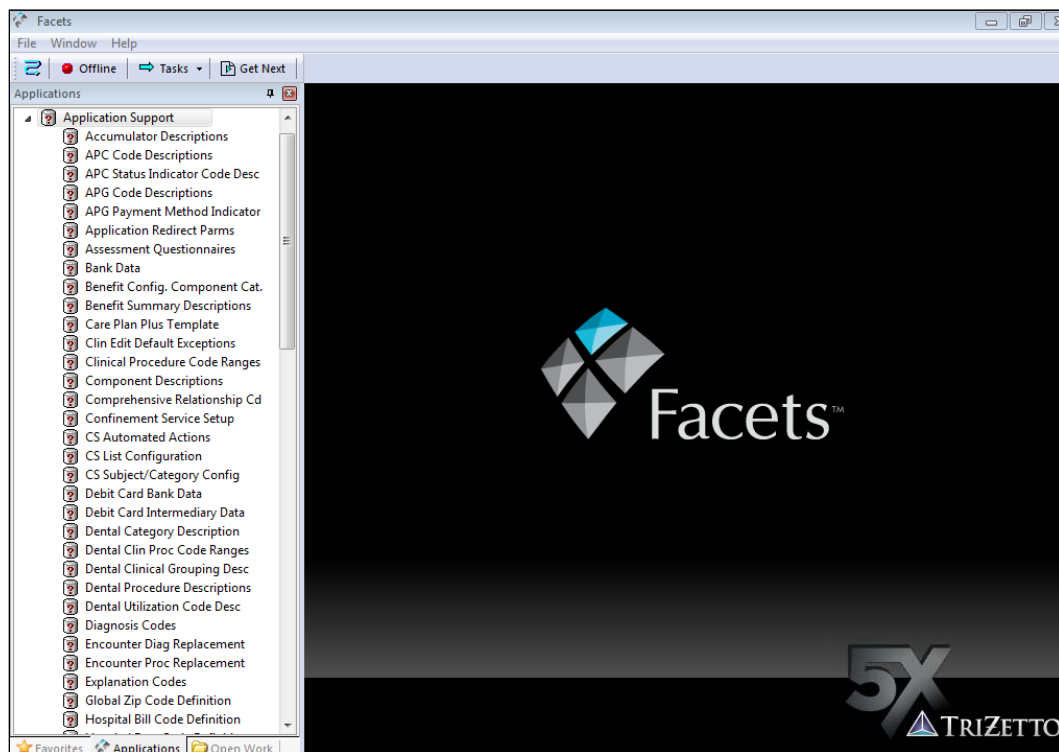 Facets
File Window Help
Offline Tasks Get Next
Applications
Application Support
Accumulator Descriptions
APC Code Descriptions
APC Status Indicator Code Desc
APG Code Descriptions
APG Payment Method Indicator
Application Redirect Parms
Assessment Questionnaires
Bank Data
Benefit Config. Component Cat.
Benefit Summary Descriptions
Care Plan Plus Template
Clin Edit Default Exceptions
Clinical Procedure Code Ranges
Component Descriptions
Comprehensive Relationship Cd
Confinement Service Setup
CS Automated Actions
CS List Configuration
CS Subject/Category Config
Debit Card Bank Data
Debit Card Intermediary Data
Dental Category Description
Dental Clin Proc Code Ranges
Dental Clinical Grouping Desc
Dental Procedure Descriptions
Dental Utilization Code Desc
Diagnosis Codes
Encounter Diag Replacement
Encounter Proc Replacement
Explanation Codes
Global Zip Code Definition
Hospital Bill Code Definition
Favorites Applications Open Work
Facets™
5X
TRIZETTO